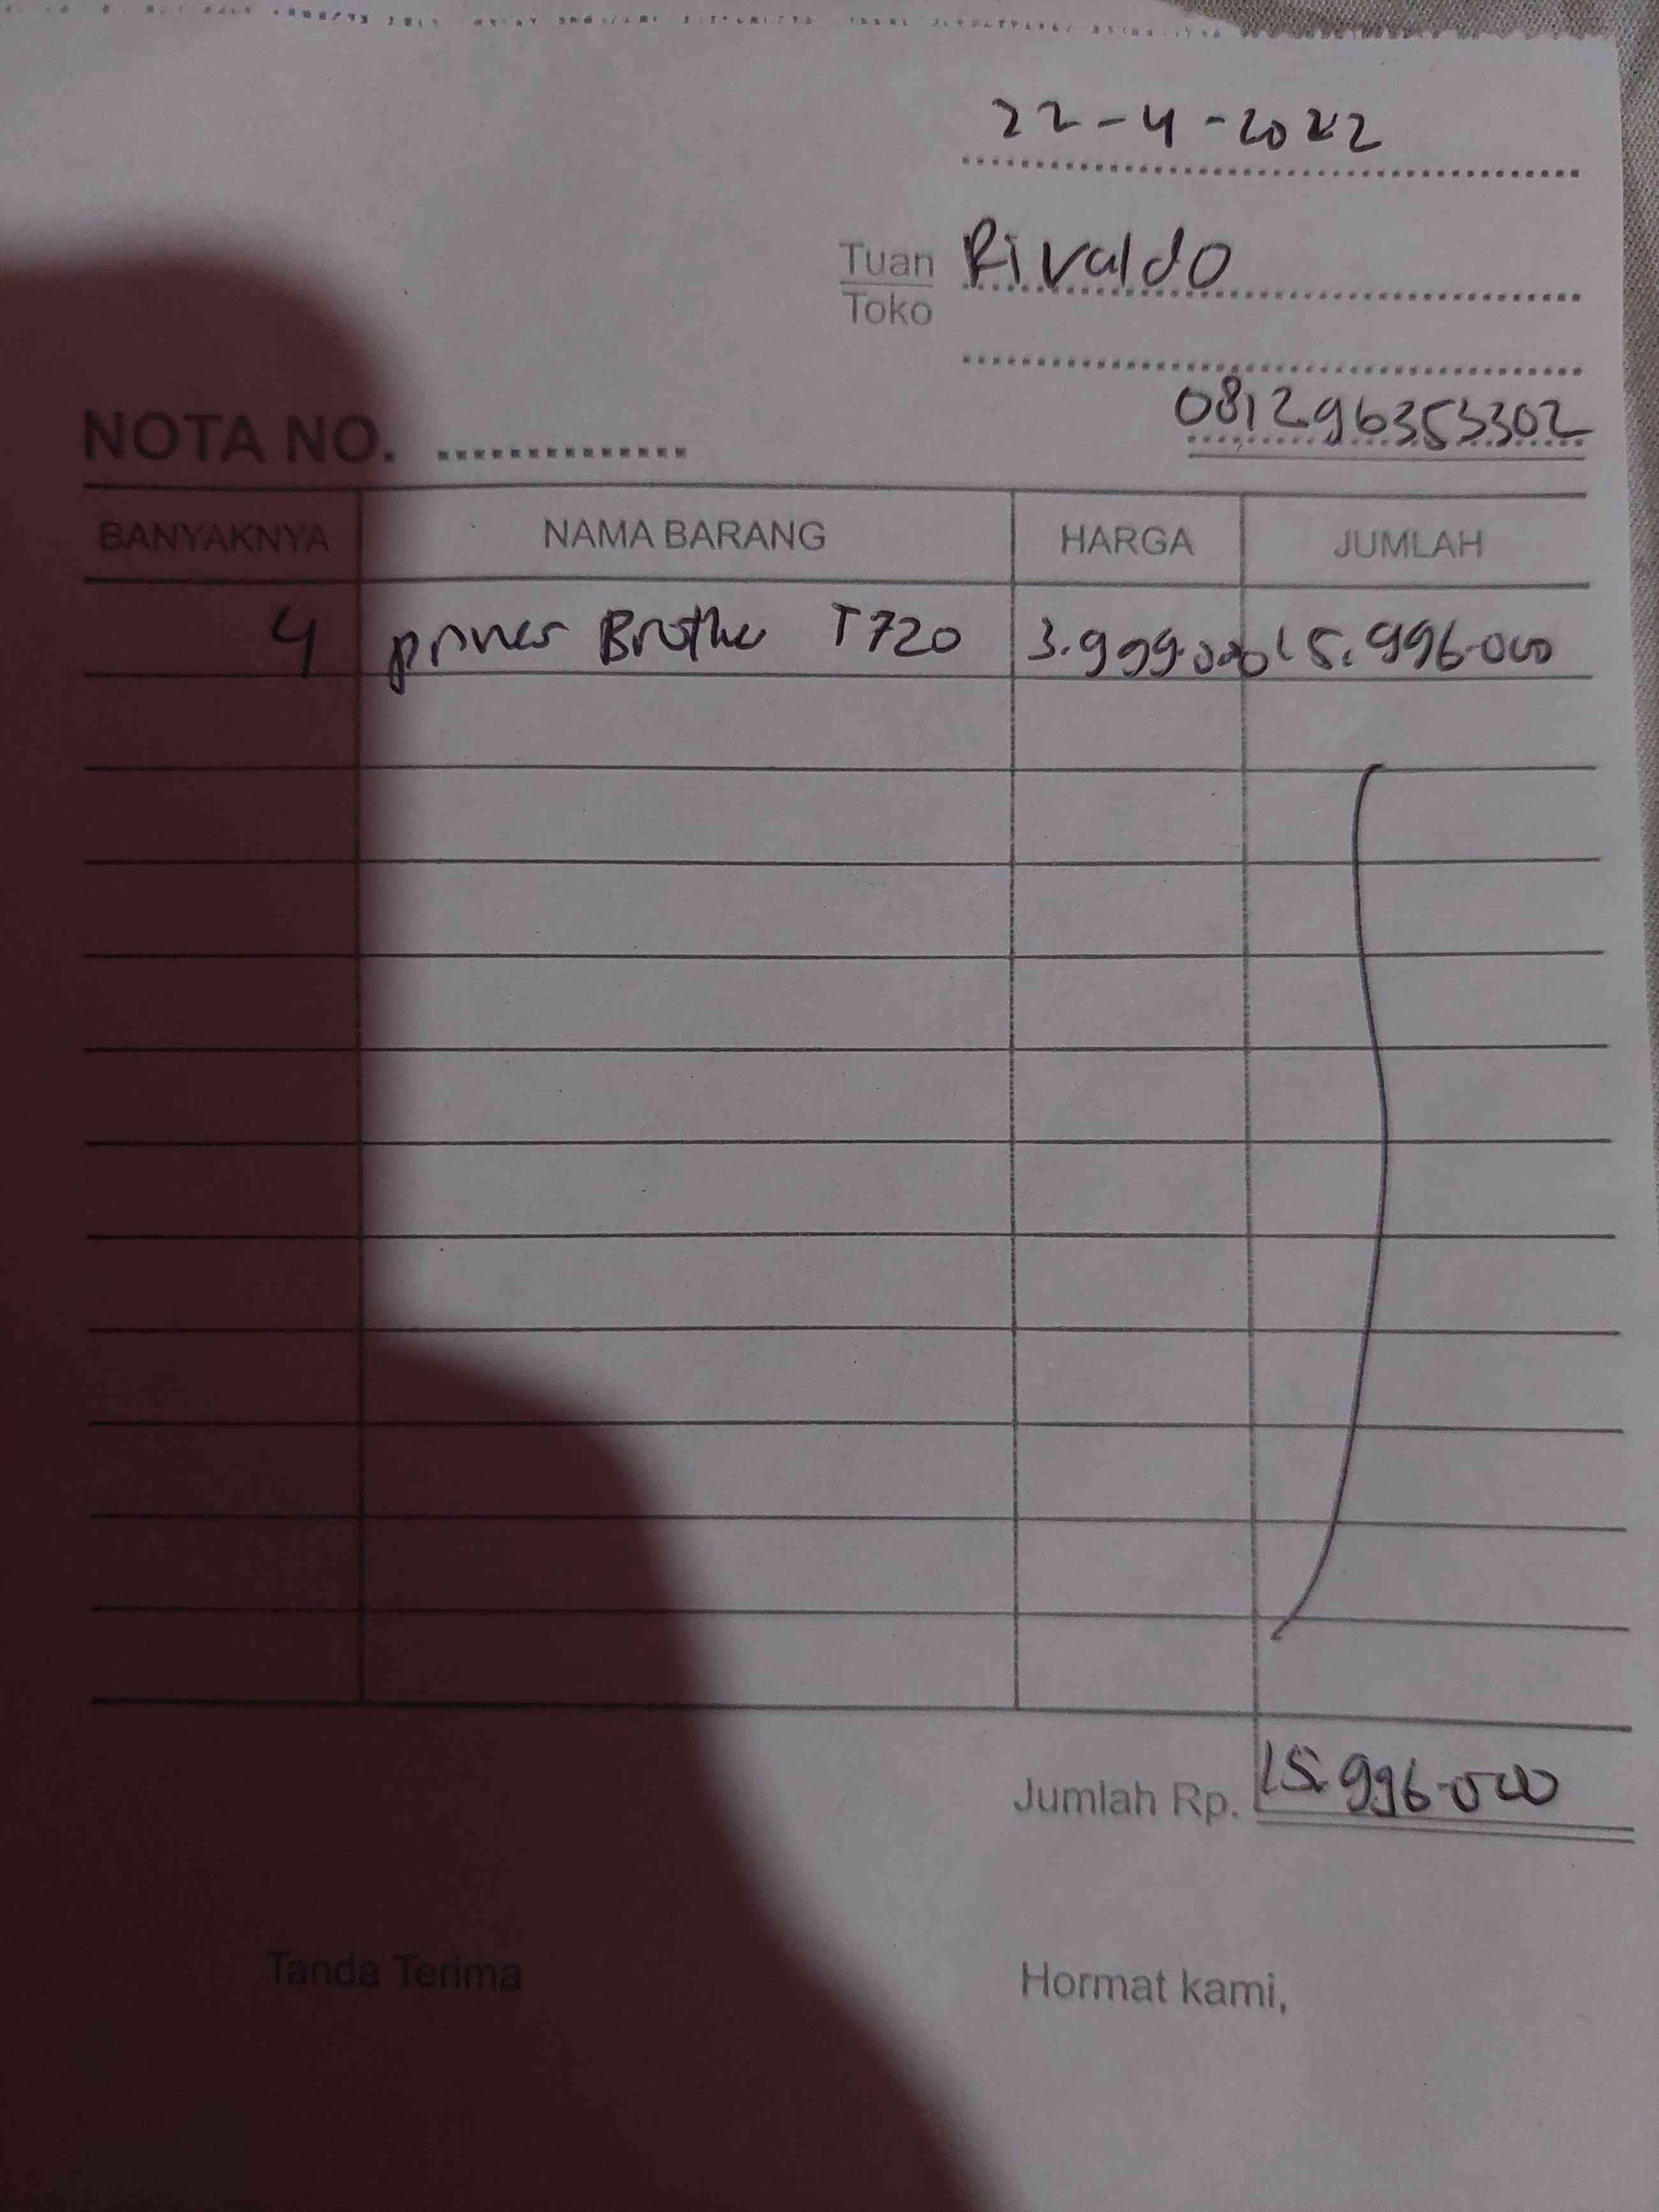 22-4-2022
Tuan Rivaldo
Toko
081296353302
NOTA NO. ..............
BANYAKNYA NAMA BARANG HARGA JUMLAH
4 printer Brother T720 3.999.000 15.996.000
Jumlah Rp. 15.996.000
Tanda Terima Hormat kami,